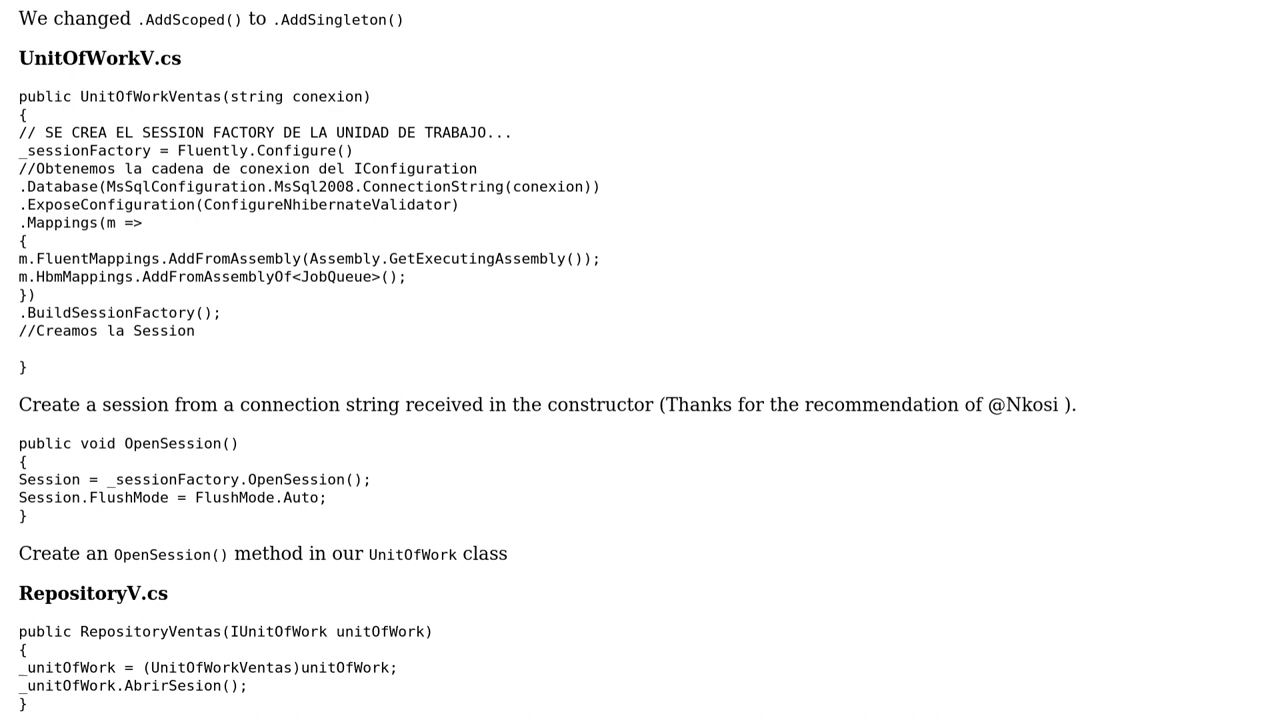 We changed .AddScoped() to .AddSingleton()
UnitOfWorkV.cs
public UnitOfWorkVentas(string conexion)
{
// SE CREA EL SESSION FACTORY DE LA UNIDAD DE TRABAJO...
_sessionFactory = Fluently.Configure()
//Obtenemos la cadena de conexion del IConfiguration
.Database(MsSqlConfiguration.MsSql2008.ConnectionString(conexion))
.ExposeConfiguration(ConfigureNhibernateValidator)
.Mappings(m =>
{
m.FluentMappings.AddFromAssembly(Assembly.GetExecutingAssembly());
m.HbmMappings.AddFromAssemblyOf<JobQueue>();
})
.BuildSessionFactory();
//Creamos la Session
}
Create a session from a connection string received in the constructor (Thanks for the recommendation of @Nkosi ).
public void OpenSession()
{
Session = _sessionFactory.OpenSession();
Session.FlushMode = FlushMode.Auto;
}
Create an OpenSession() method in our UnitOfWork class
RepositoryV.cs
public RepositoryVentas(IUnitOfWork unitOfWork)
{
_unitOfWork = (UnitOfWorkVentas)unitOfWork;
_unitOfWork.AbrirSesion();
}